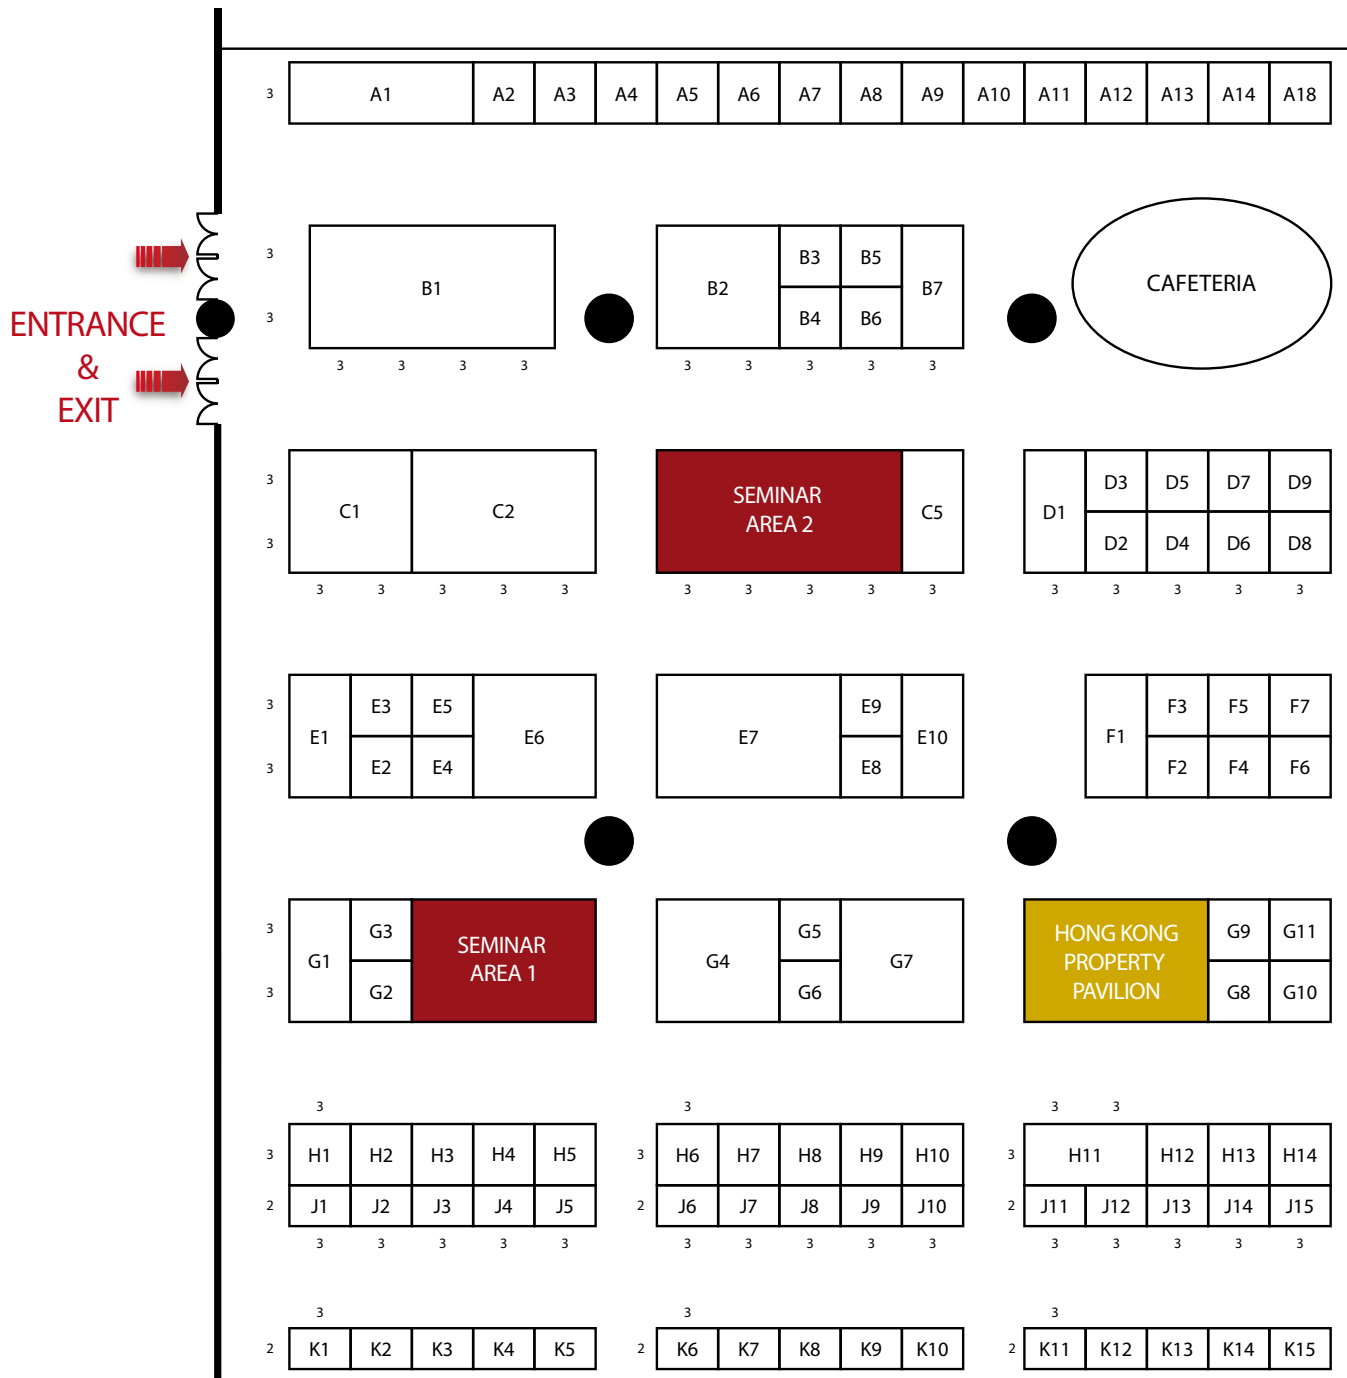 3 A1 A2 A3 A4 A5 A6 A7 A8 A9 A10 A11 A12 A13 A14 A18
3 B3 B5
B1 B2 B7 CAFETERIA
3 B4 B6
ENTRANCE
&
EXIT
3 3 3 3 3 3 3 3 3
3 D3 D5 D7 D9
C1 C2 SEMINAR
AREA 2 C5 D1
3 D2 D4 D6 D8
3 3 3 3 3 3 3 3 3 3 3 3 3 3 3
3 E3 E5 E9 F3 F5 F7
E1 E6 E7 E10 F1
3 E2 E4 E8 F2 F4 F6
3 G3 G5 G9 G11
G1 SEMINAR
AREA 1
G4 G7 HONG KONG
PROPERTY
PAVILION
3 G2 G6 G8 G10
3 3 3 3
3 H1 H2 H3 H4 H5 3 H6 H7 H8 H9 H10 3 H11 H12 H13 H14
2 J1 J2 J3 J4 J5 2 J6 J7 J8 J9 J10 2 J11 J12 J13 J14 J15
3 3 3 3 3 3 3 3 3 3 3 3 3 3 3
3 3 3
2 K1 K2 K3 K4 K5 2 K6 K7 K8 K9 K10 2 K11 K12 K13 K14 K15